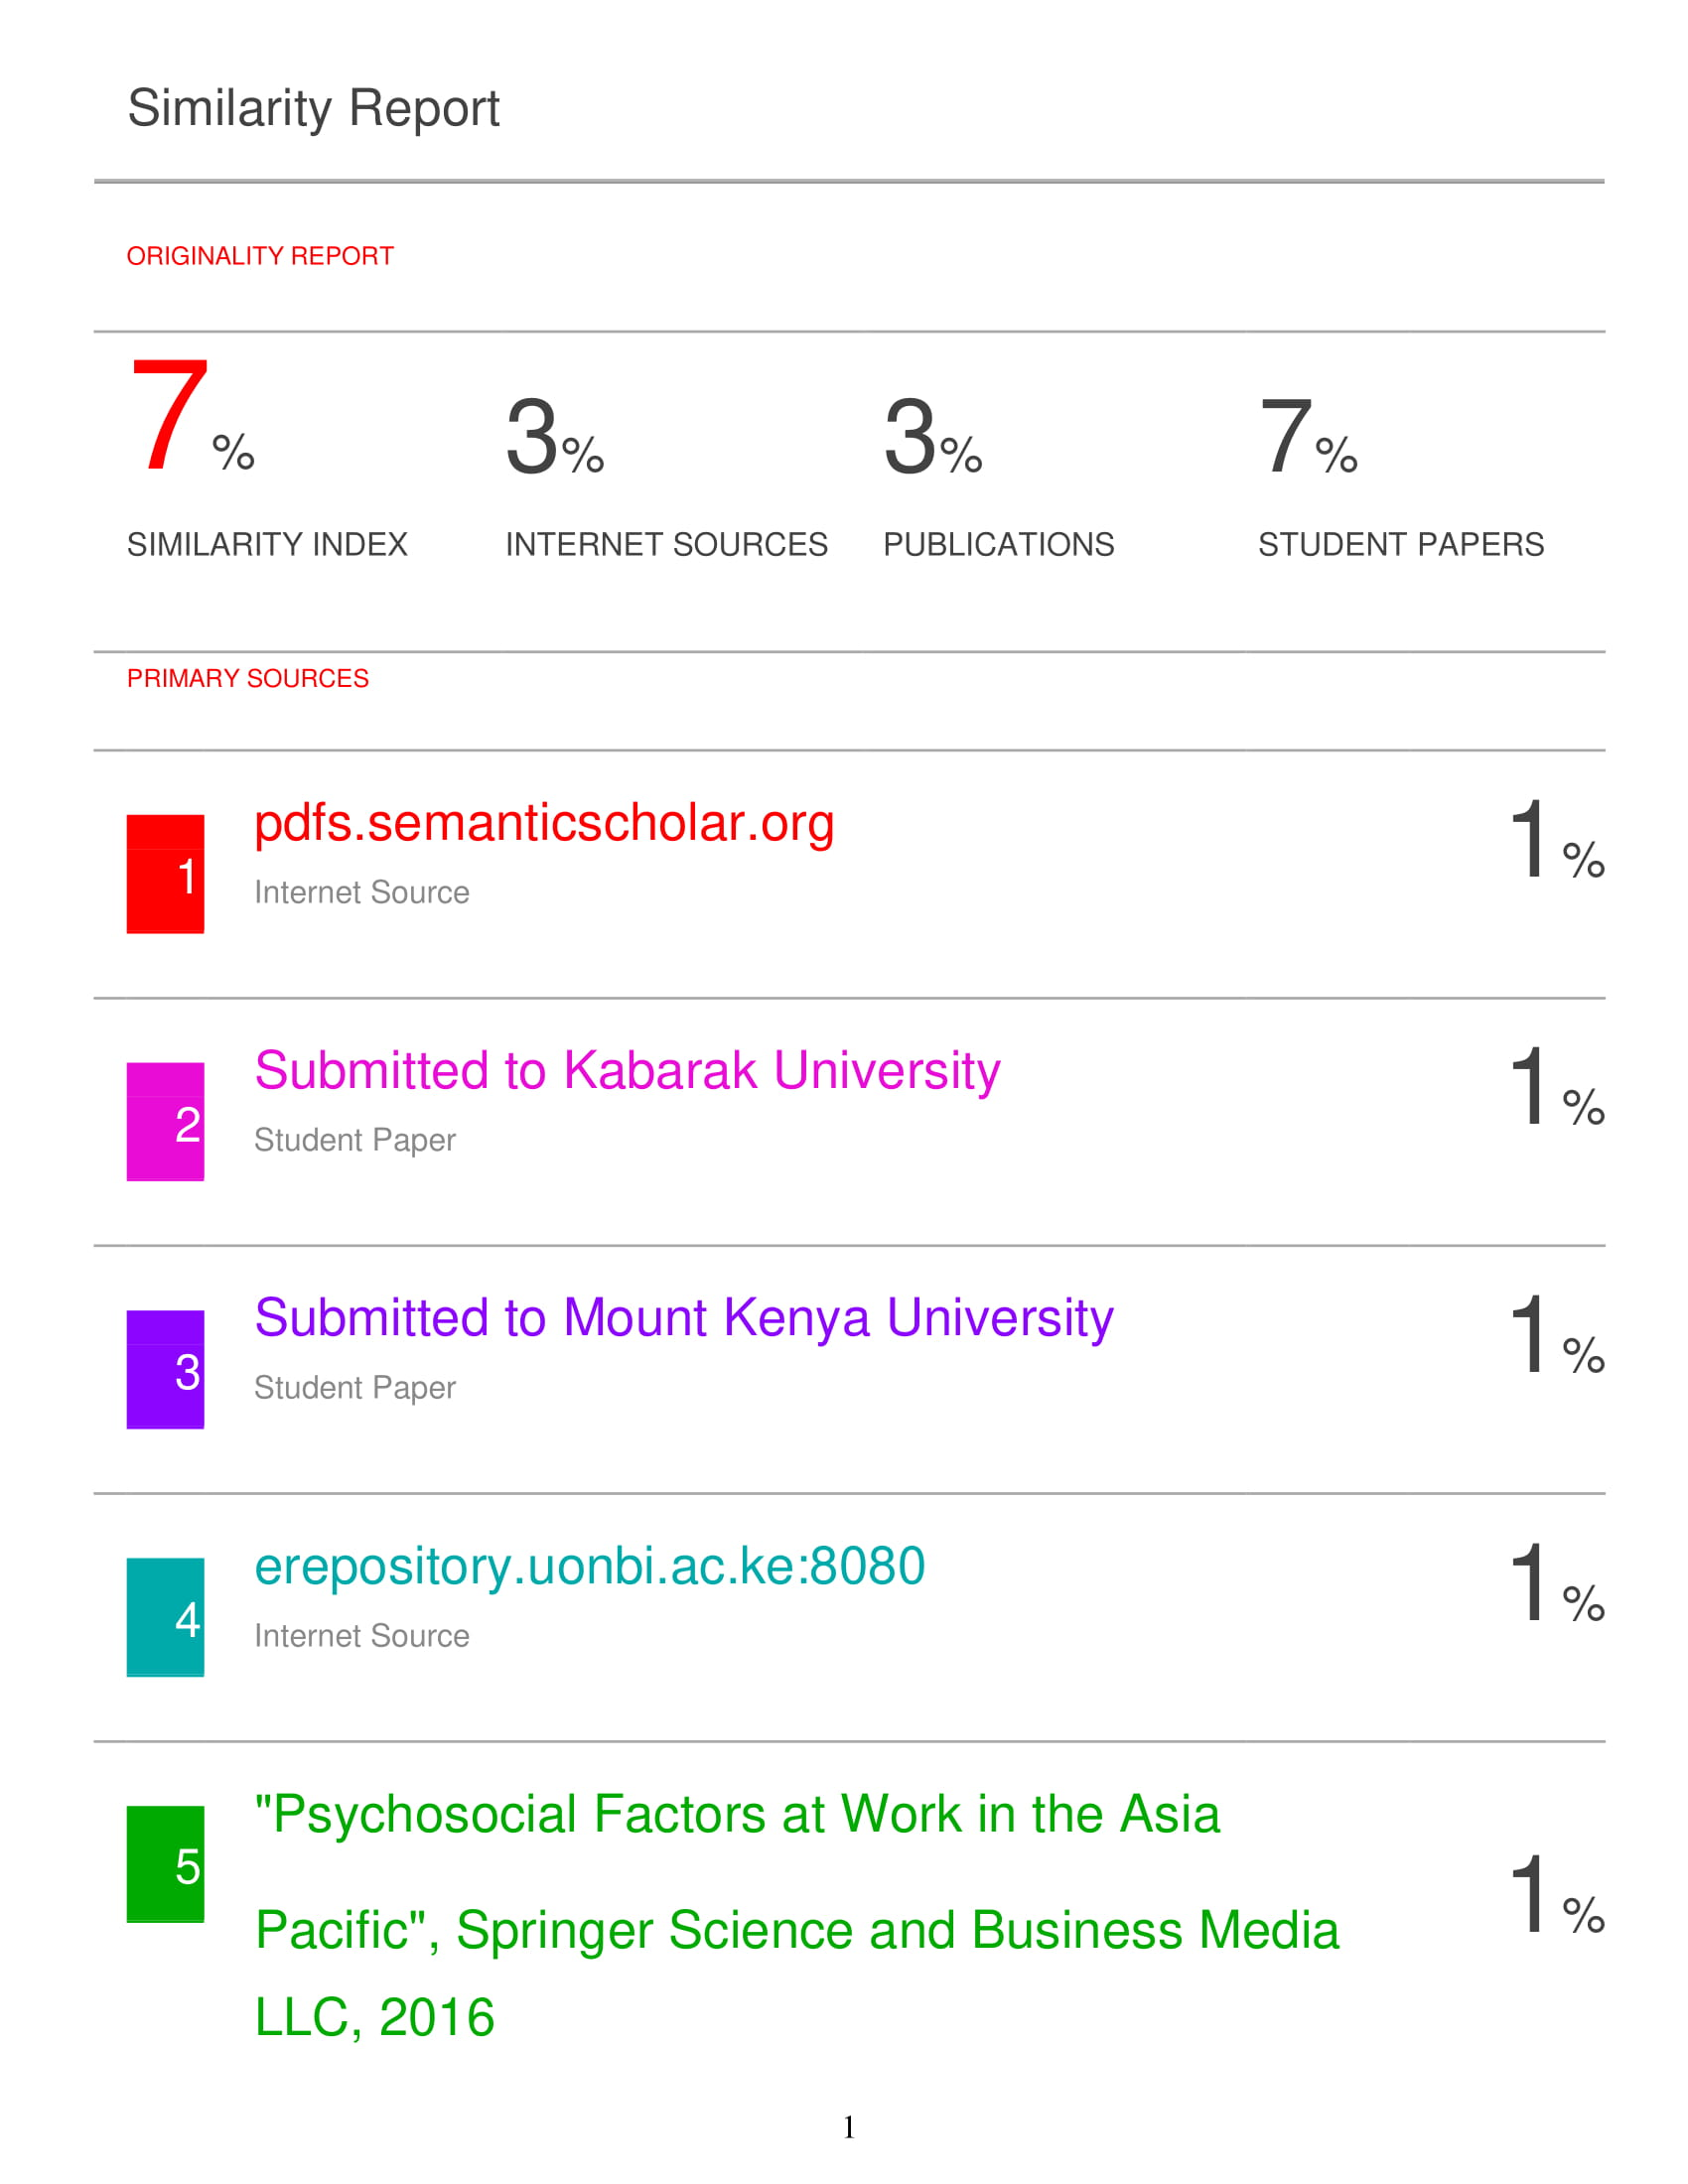 Similarity Report
ORIGINALITY REPORT
7%
3%
3%
7%
SIMILARITY INDEX
INTERNET SOURCES
PUBLICATIONS
STUDENT PAPERS
PRIMARY SOURCES
1
pdfs.semanticscholar.org
Internet Source
1%
2
Submitted to Kabarak University
Student Paper
1%
3
Submitted to Mount Kenya University
Student Paper
1%
4
erepository.uonbi.ac.ke:8080
Internet Source
1%
5
"Psychosocial Factors at Work in the Asia
Pacific", Springer Science and Business Media
LLC, 2016
1%
1